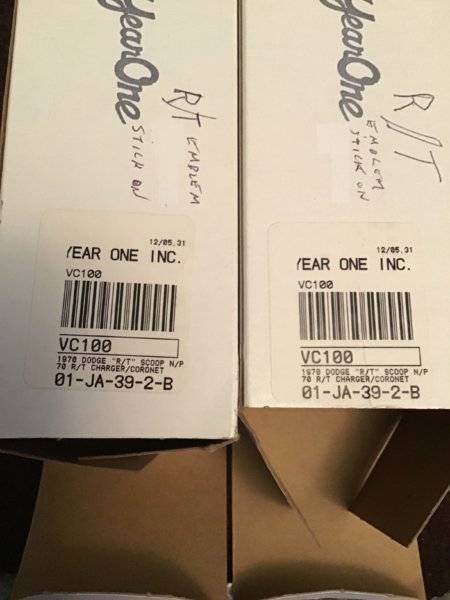 YearOne
R/T EMBLEM
STICK ON
12/05.31
YEAR ONE INC.
VC100
VC100
1970 DODGE "R/T" SCOOP N/P
70 R/T CHARGER/CORONET
01-JA-39-2-B
YearOne
R/T
EMBLEM
STICK ON
12/05.31
YEAR ONE INC.
VC100
VC100
1970 DODGE "R/T" SCOOP N/P
70 R/T CHARGER/CORONET
01-JA-39-2-B